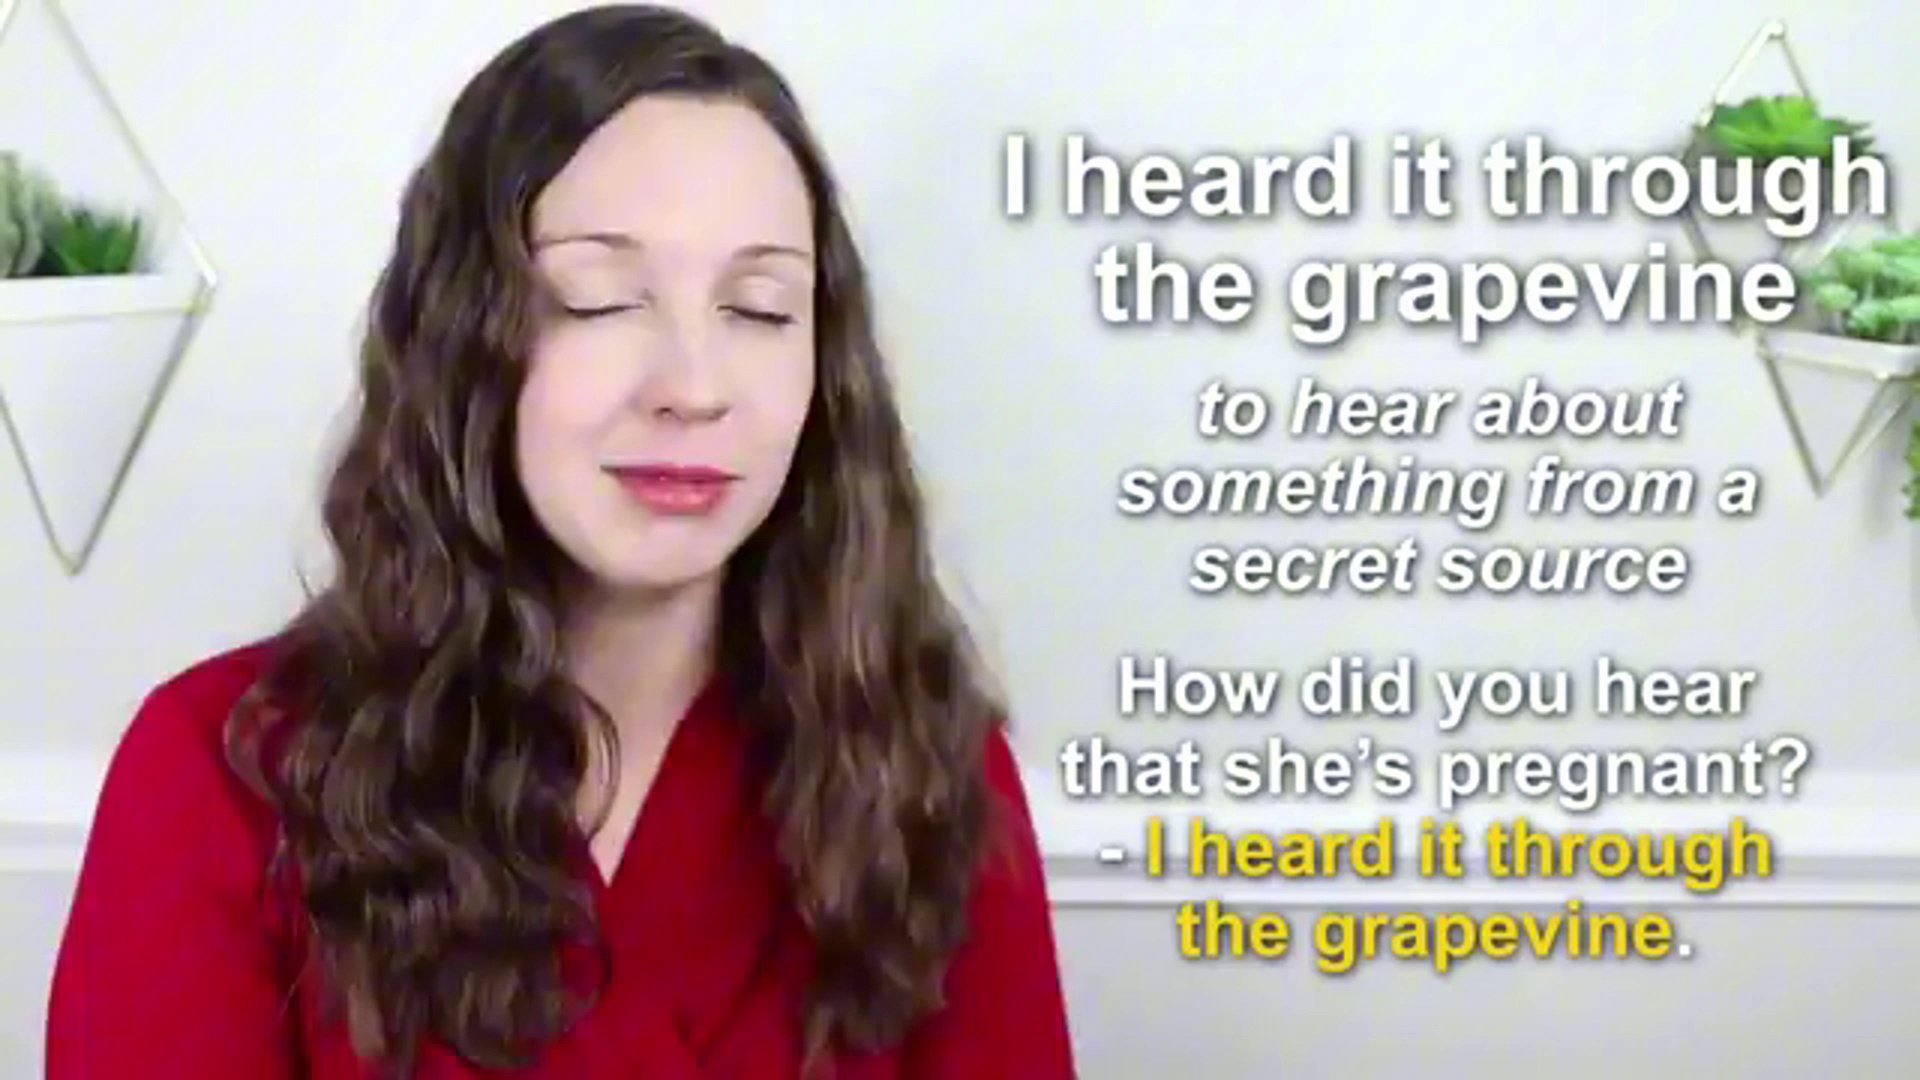 I heard it through
the grapevine
to hear about
something from a
secret source
How did you hear
that she’s pregnant?
- I heard it through
the grapevine.